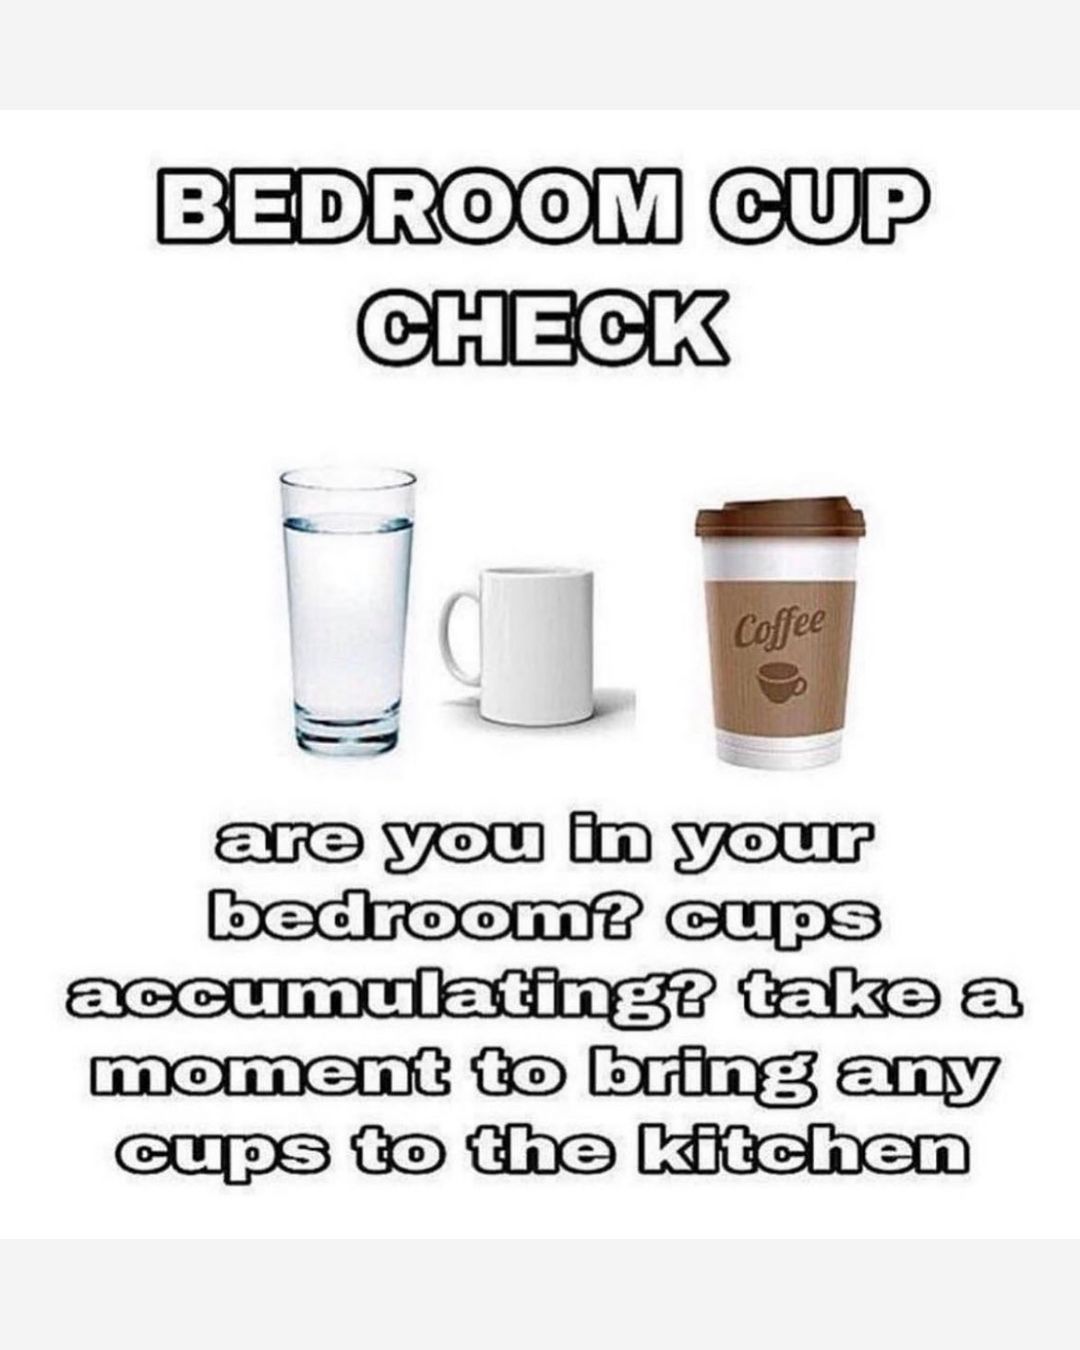 BEDROOM CUP
CHECK
Coffee
are you in your
bedroom? cups
accumulating? take a
moment to bring any
cups to the kitchen